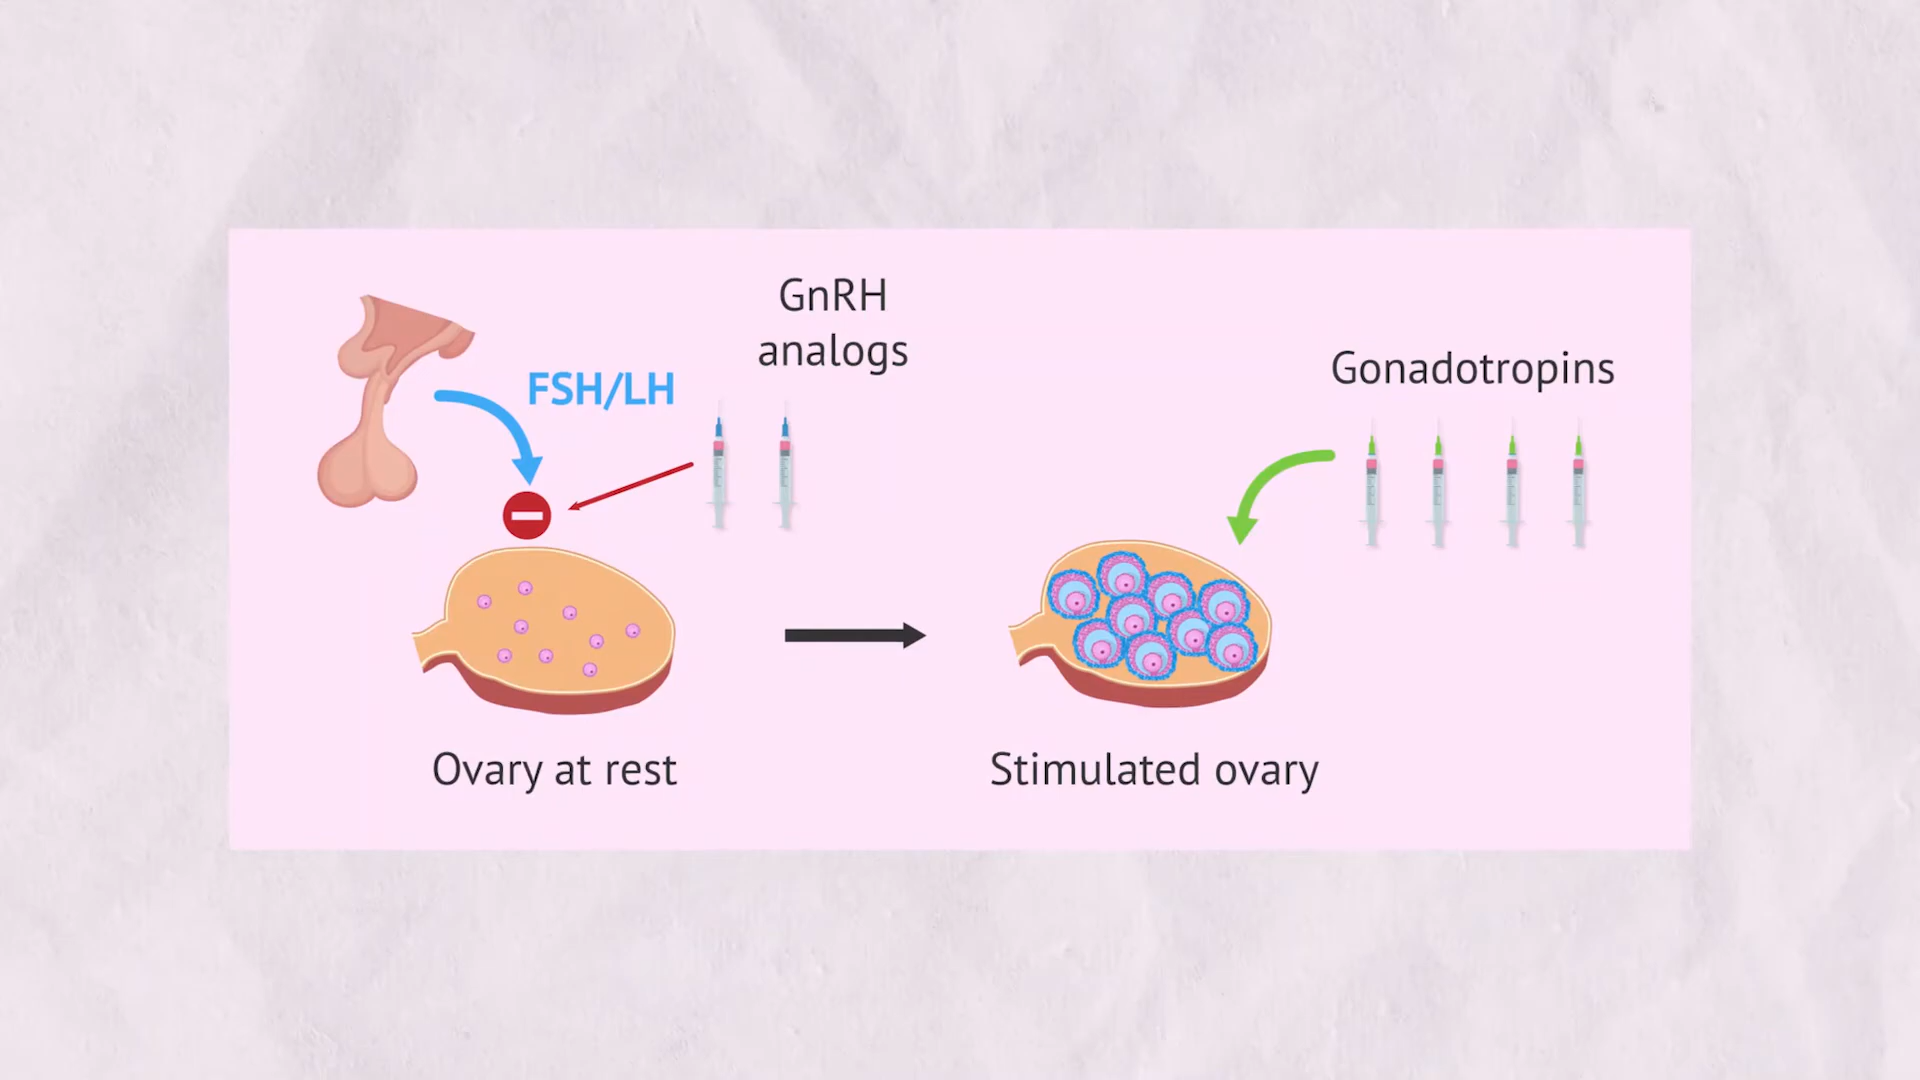 GnRH
analogs
FSH/LH
Gonadotropins
Ovary at rest
Stimulated ovary